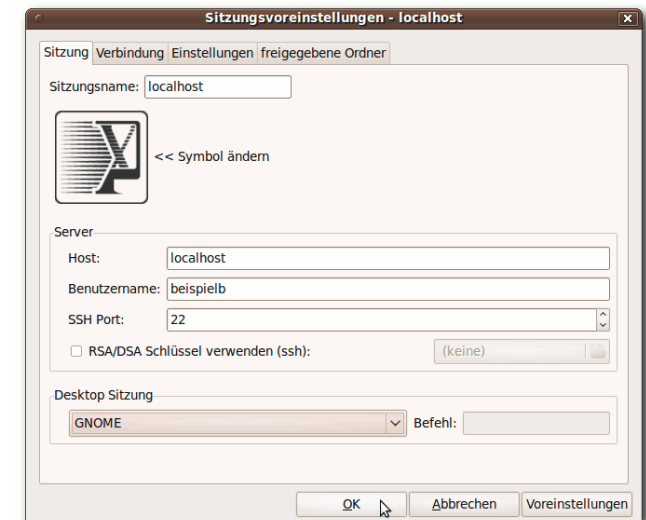 Sitzungsvoreinstellungen - localhost
Sitzung Verbindung Einstellungen freigegebene Ordner
Sitzungsname: localhost
<< Symbol ändern
Server
Host: localhost
Benutzername: beispielb
SSH Port: 22
RSA/DSA Schlüssel verwenden (ssh): (keine)
Desktop Sitzung
GNOME Befehl:
OK Abbrechen Voreinstellungen